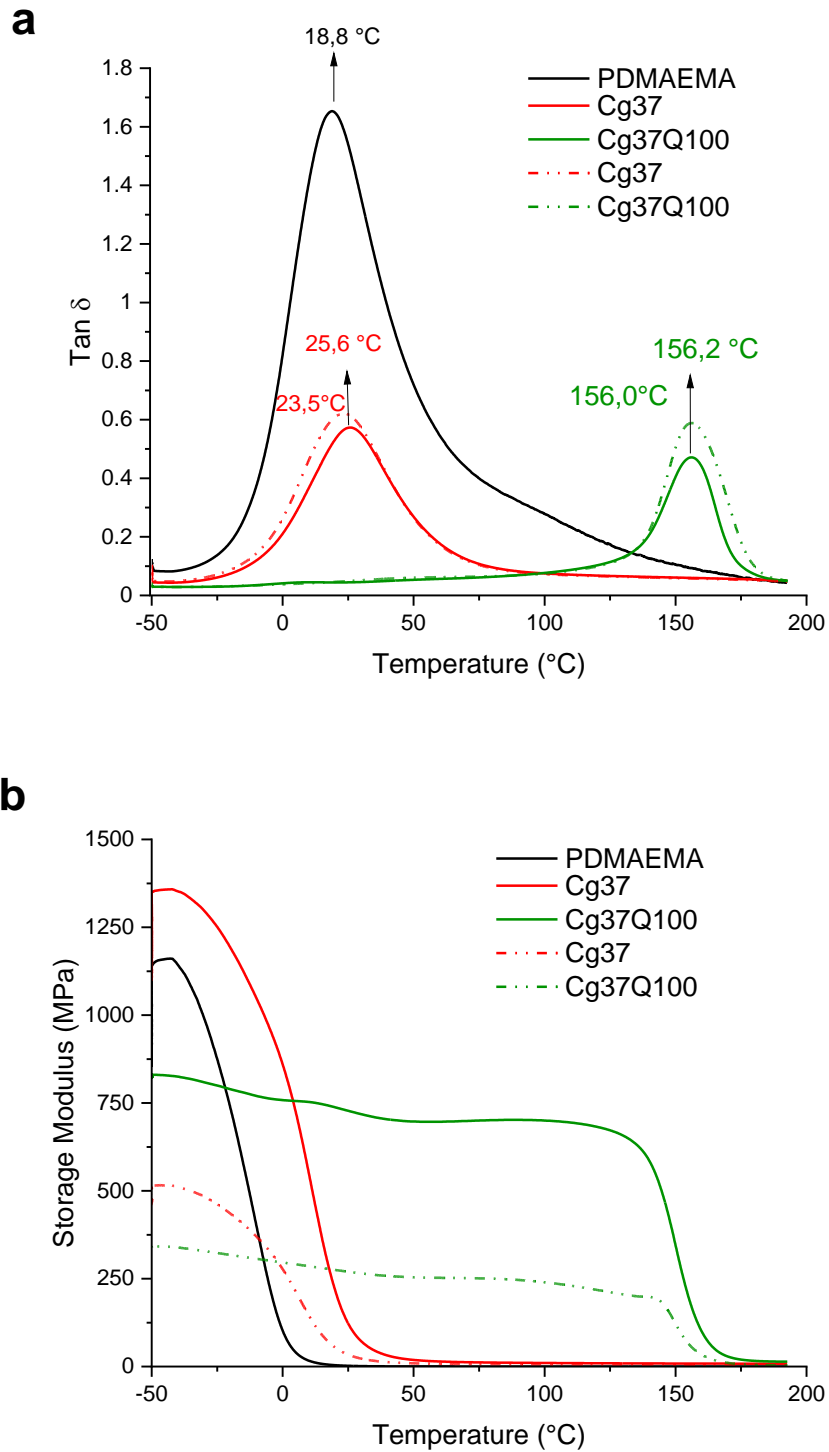 a
18,8 °C
1.8
1.6
1.4
1.2
1
0.8
0.6
0.4
0.2
0
Tan δ
PDMAEMA
Cg37
Cg37Q100
Cg37
Cg37Q100
25,6 °C
23,5°C
156,2 °C
156,0°C
-50
0
50
100
150
200
Temperature (°C)
b
1500
1250
1000
750
500
250
0
Storage Modulus (MPa)
PDMAEMA
Cg37
Cg37Q100
Cg37
Cg37Q100
-50
0
50
100
150
200
Temperature (°C)